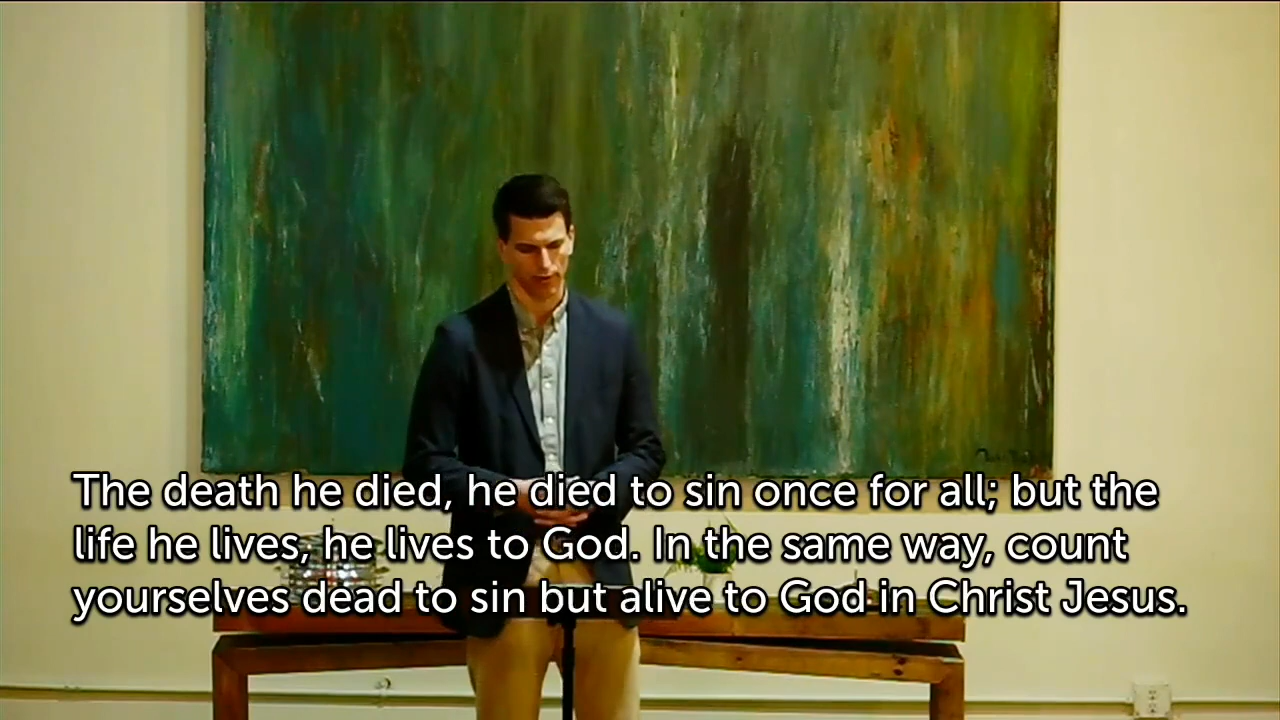 The death he died, he died to sin once for all; but the
life he lives, he lives to God. In the same way, count
yourselves dead to sin but alive to God in Christ Jesus.